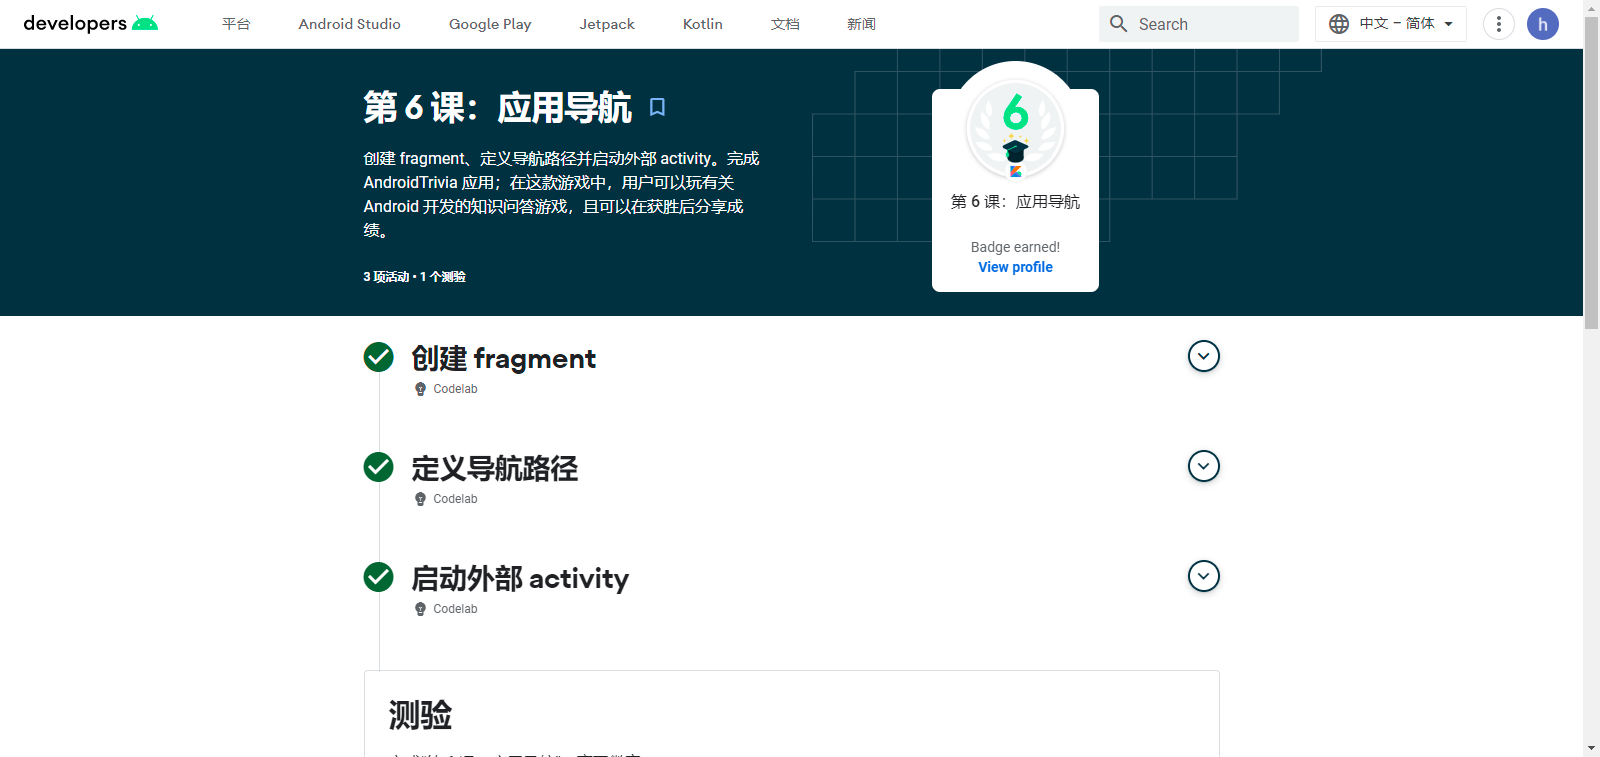 developers
平台
Android Studio
Google Play
Jetpack
Kotlin
文档
新闻
Search
中文 – 简体
h
第 6 课：应用导航
创建 fragment、定义导航路径并启动外部 activity。完成
AndroidTrivia 应用；在这款游戏中，用户可以玩有关
Android 开发的知识问答游戏，且可以在获胜后分享成
绩。
3 项活动 • 1 个测验
6
第 6 课：应用导航
Badge earned!
View profile
创建 fragment
Codelab
定义导航路径
Codelab
启动外部 activity
Codelab
测验